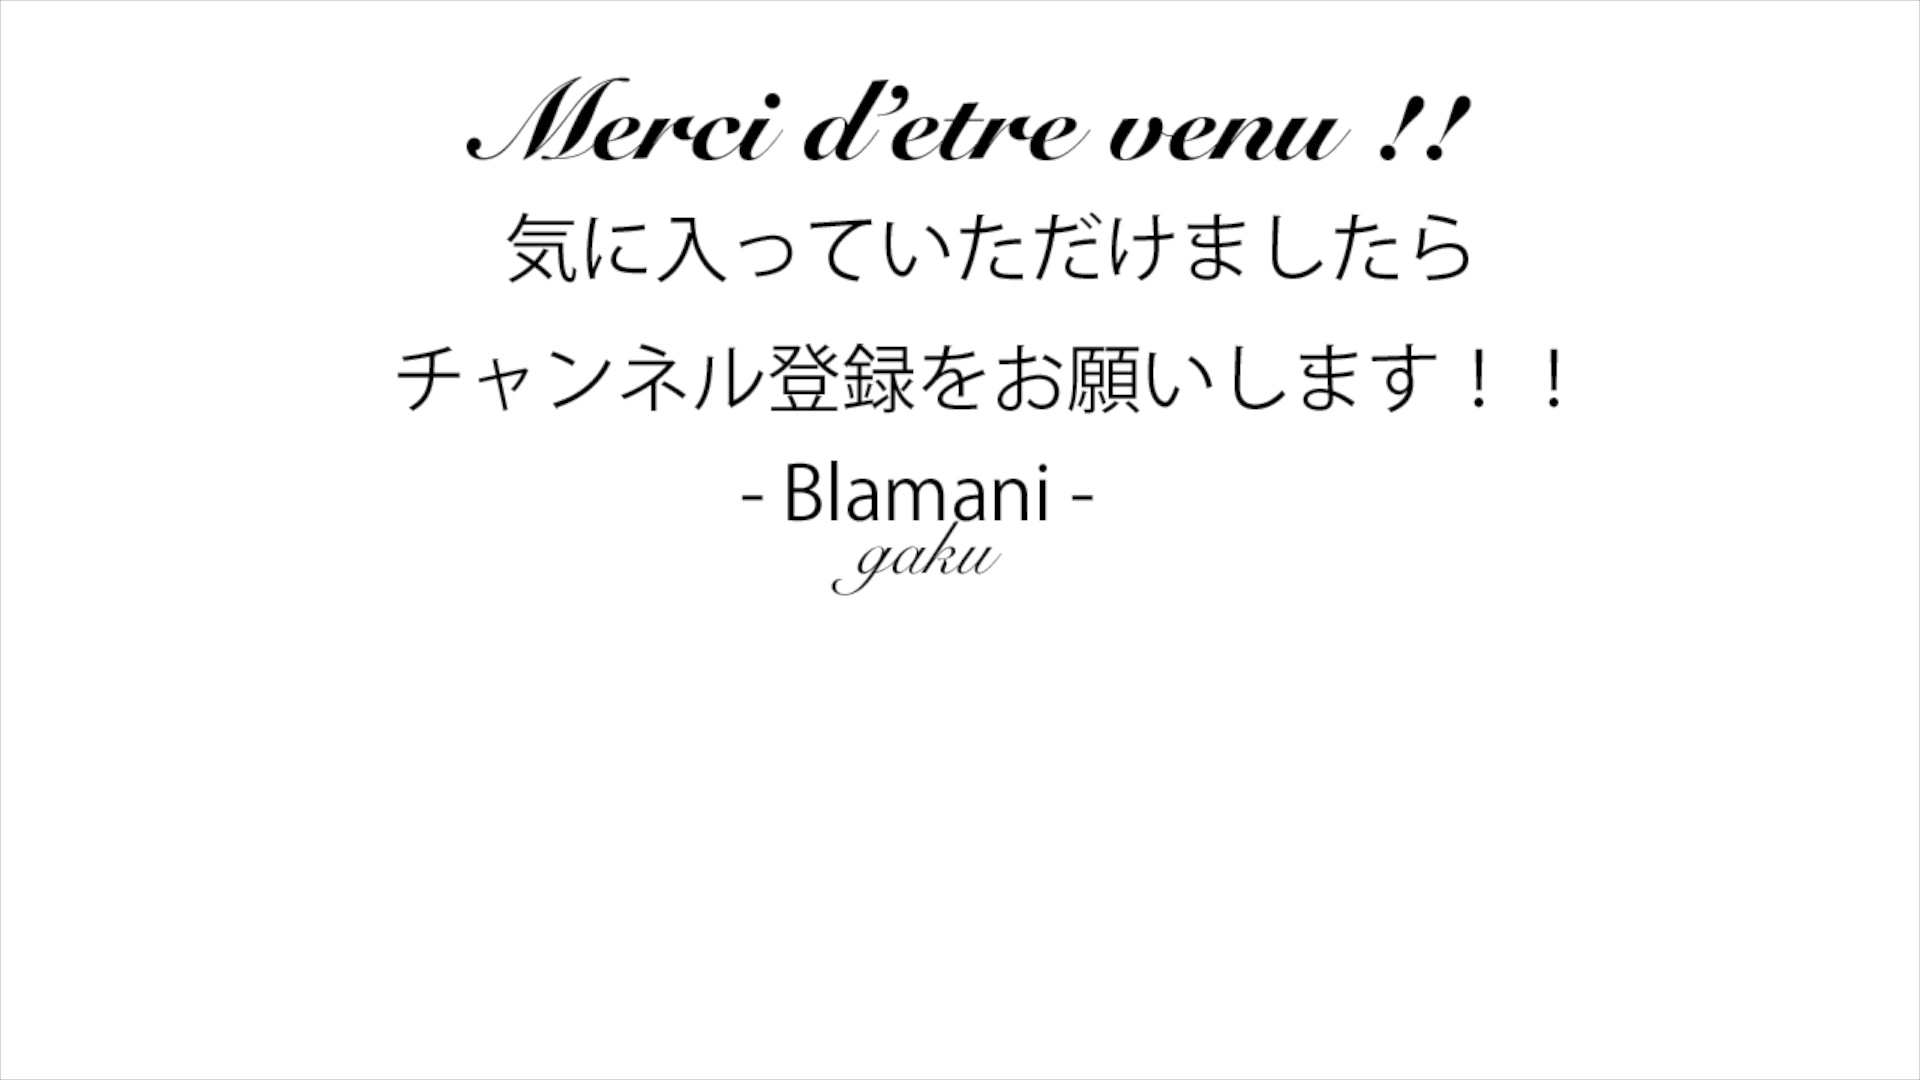 Merci d’etre venu !!
気に入っていただけましたら
チャンネル登録をお願いします！！
- Blamani -
gaku